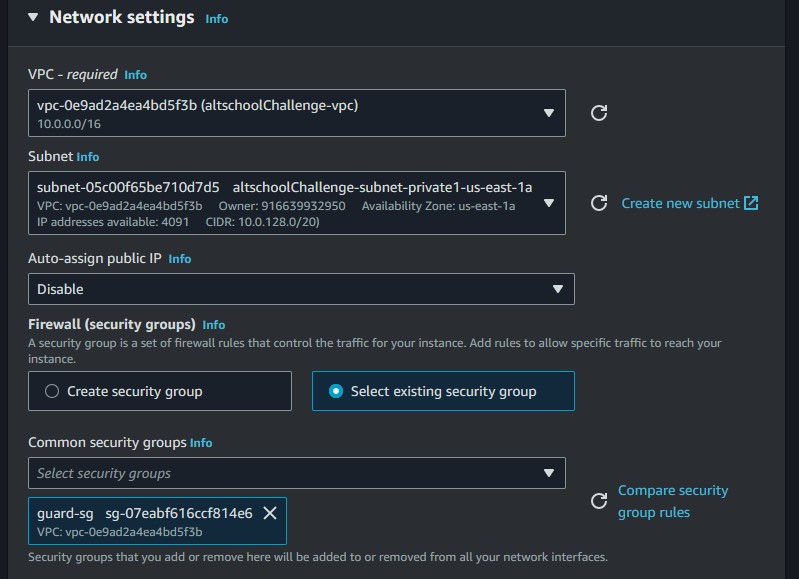 Network settings Info
VPC - required Info
vpc-0e9ad2a4ea4bd5f3b (altschoolChallenge-vpc)
10.0.0.0/16
Subnet Info
subnet-05c00f65be710d7d5 altschoolChallenge-subnet-private1-us-east-1a
VPC: vpc-0e9ad2a4ea4bd5f3b Owner: 916639932950 Availability Zone: us-east-1a
IP addresses available: 4091 CIDR: 10.0.128.0/20)
Create new subnet
Auto-assign public IP Info
Disable
Firewall (security groups) Info
A security group is a set of firewall rules that control the traffic for your instance. Add rules to allow specific traffic to reach your
instance.
Create security group
Select existing security group
Common security groups Info
Select security groups
guard-sg sg-07eabf616ccf814e6
VPC: vpc-0e9ad2a4ea4bd5f3b
Compare security
group rules
Security groups that you add or remove here will be added to or removed from all your network interfaces.